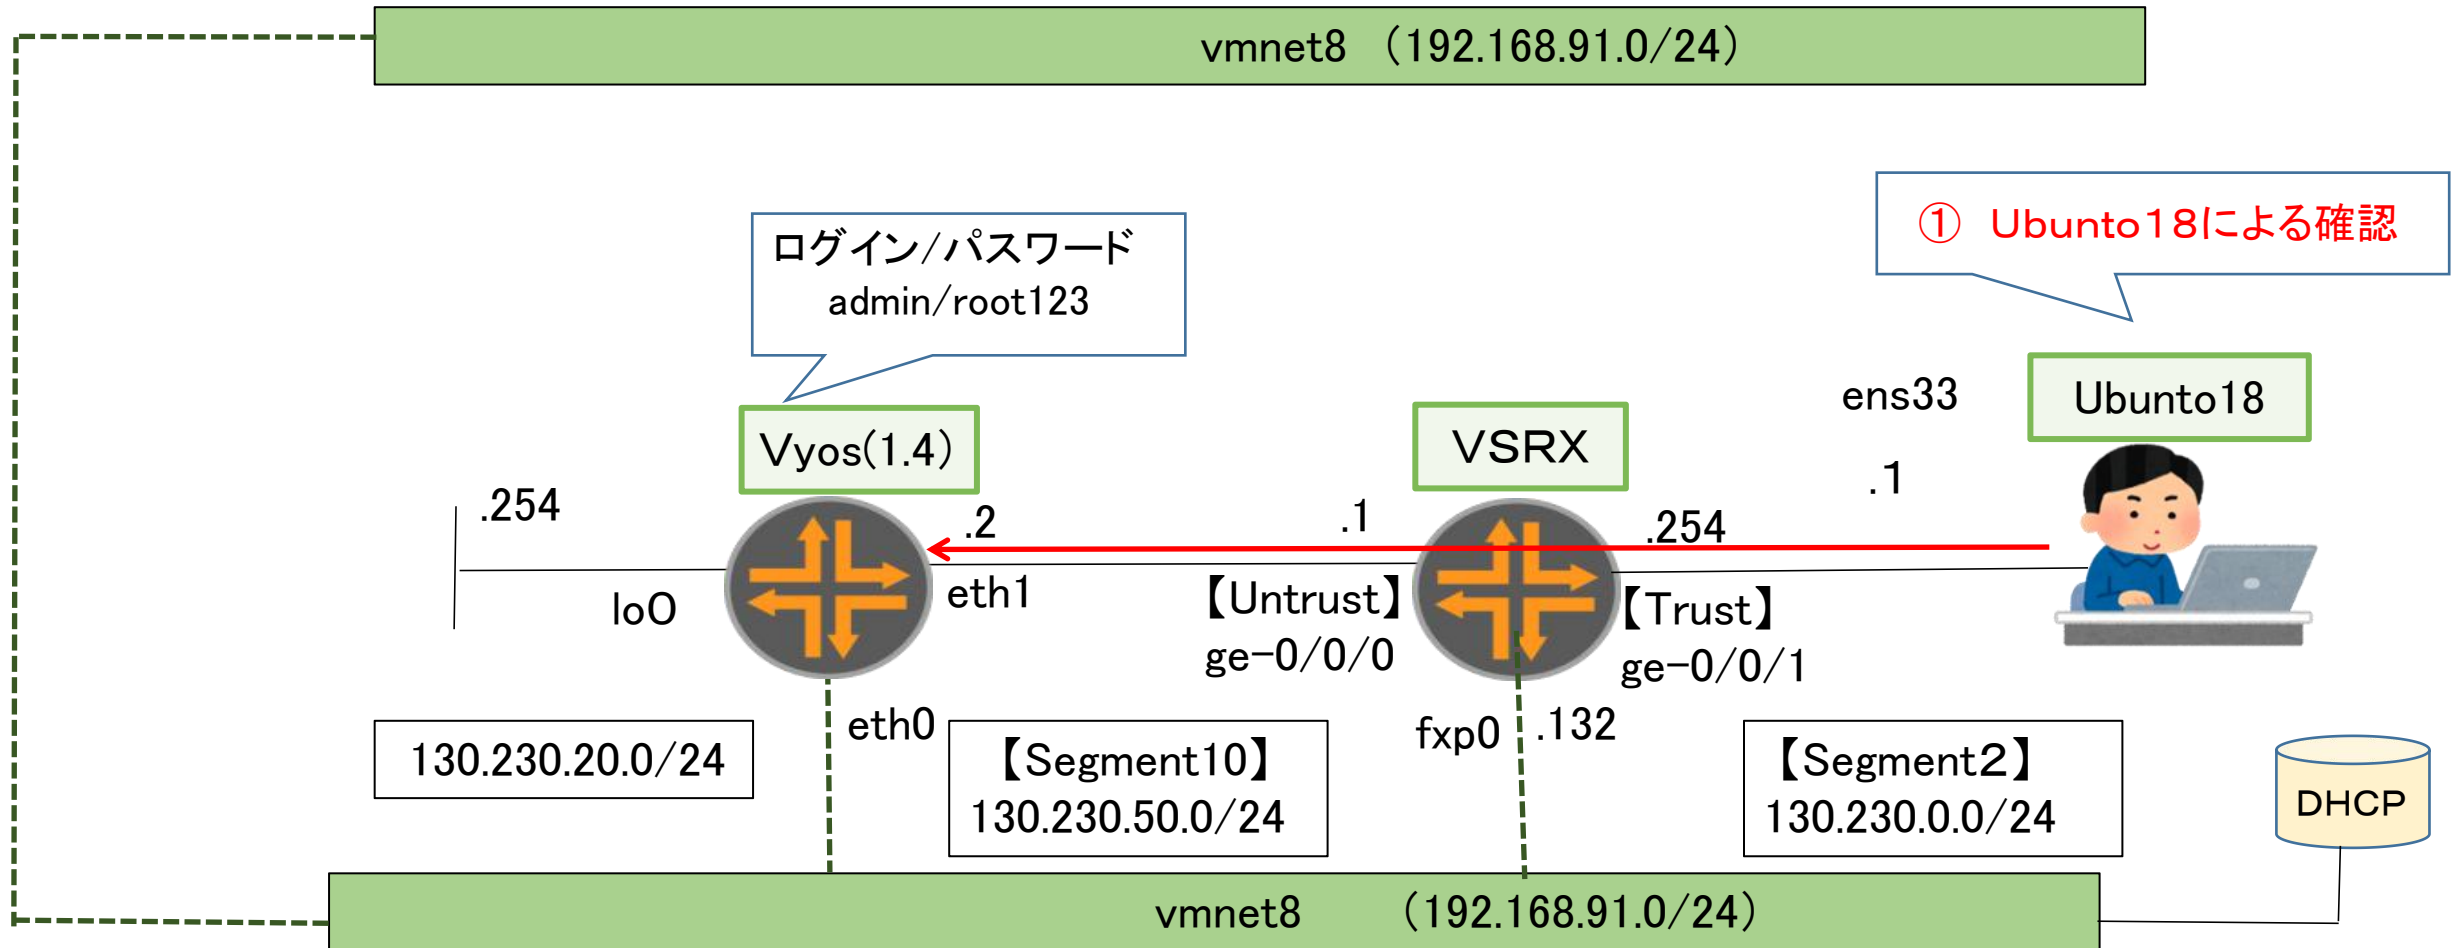 vmnet8 （192.168.91.0/24）
① Ubunto18による確認
ログイン/パスワード
admin/root123
ens33
Ubunto18
Vyos(1.4)
VSRX
.1
.254
.2
.1
.254
lo0
eth1
【Untrust】
ge-0/0/0
【Trust】
ge-0/0/1
eth0
fxp0
.132
130.230.20.0/24
【Segment10】
130.230.50.0/24
【Segment2】
130.230.0.0/24
DHCP
vmnet8 （192.168.91.0/24）